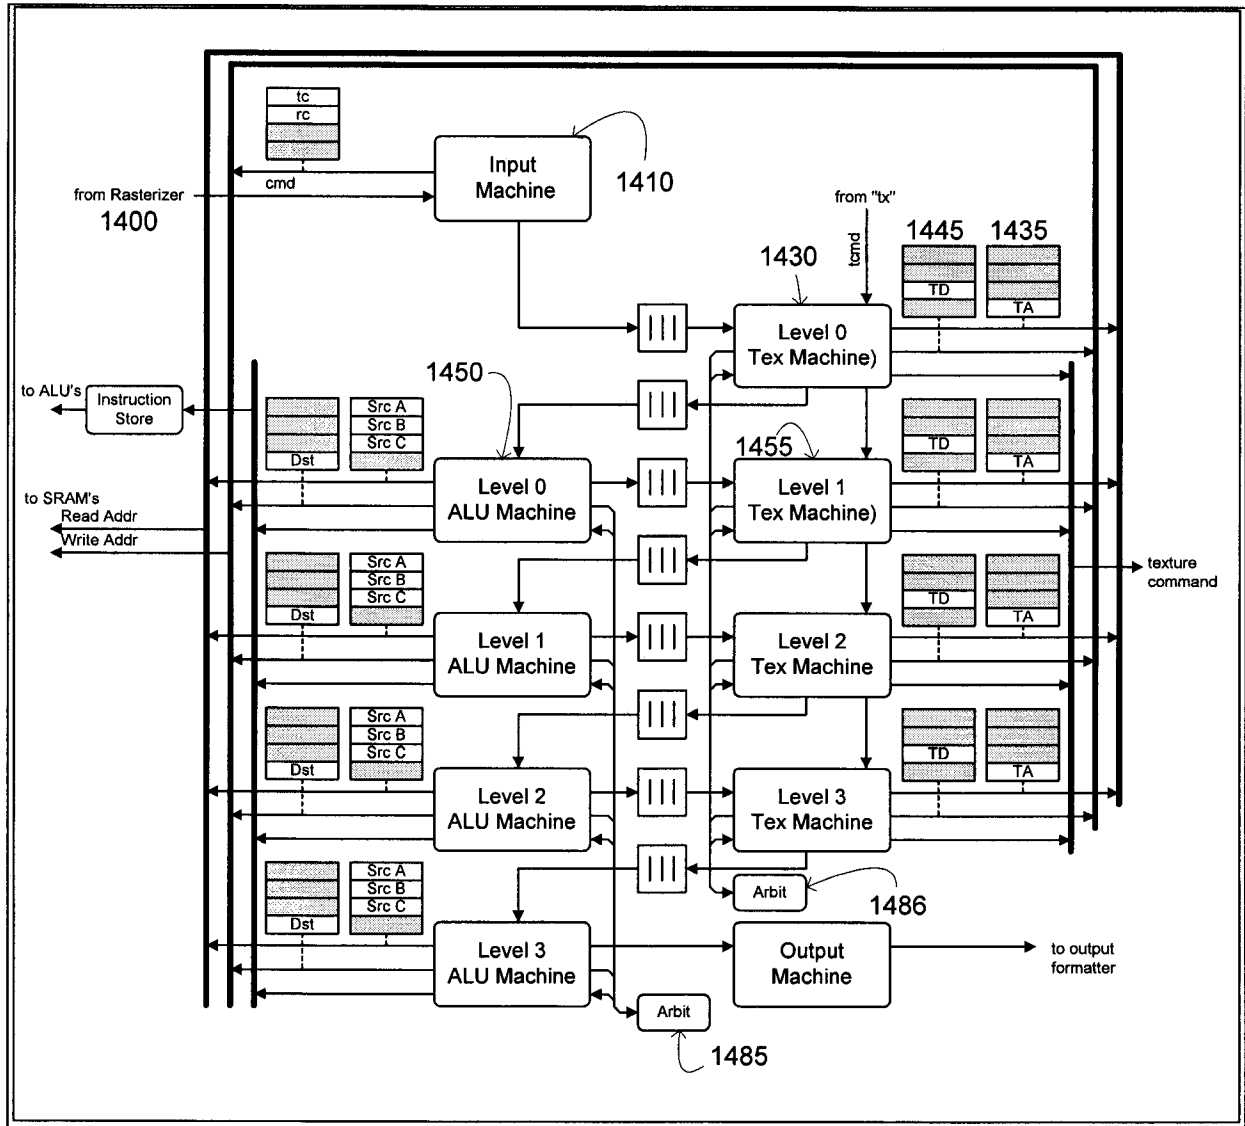 tc
rc
cmd
from Rasterizer
1400
Input
Machine
1410
from "tx"
tcmd
1445
1435
1430
TD
TA
Level 0
Tex Machine)
1450
to ALU's
Instruction
Store
Src A
Src B
Src C
Dst
Level 0
ALU Machine
1455
Level 1
Tex Machine)
TD
TA
to SRAM's
Read Addr
Write Addr
texture
command
Src A
Src B
Src C
Dst
Level 1
ALU Machine
Level 2
Tex Machine
TD
TA
Src A
Src B
Src C
Dst
Level 2
ALU Machine
Level 3
Tex Machine
TD
TA
Arbit
1486
Src A
Src B
Src C
Dst
Level 3
ALU Machine
Output
Machine
to output
formatter
Arbit
1485